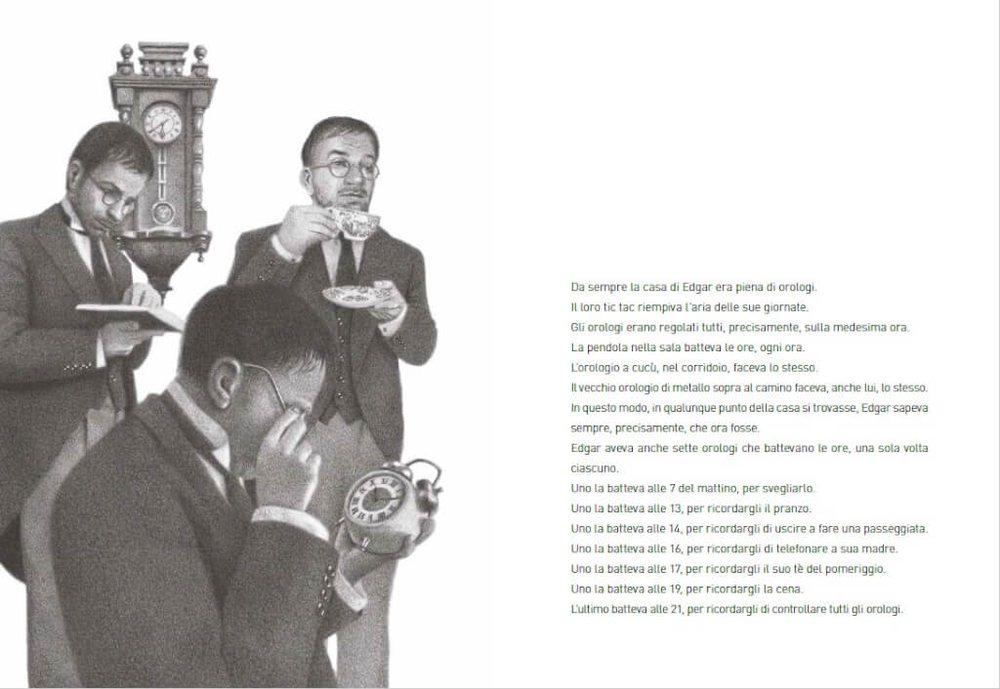 Da sempre la casa di Edgar era piena di orologi.
Il loro tic tac riempiva l'aria delle sue giornate.
Gli orologi erano regolati tutti, precisamente, sulla medesima ora.
La pendola nella sala batteva le ore, ogni ora.
L'orologio a cucù, nel corridoio, faceva lo stesso.
Il vecchio orologio di metallo sopra al camino faceva, anche lui, lo stesso.
In questo modo, in qualunque punto della casa si trovasse, Edgar sapeva
sempre, precisamente, che ora fosse.
Edgar aveva anche sette orologi che battevano le ore, una sola volta
ciascuno.
Uno la batteva alle 7 del mattino, per svegliarlo.
Uno la batteva alle 13, per ricordargli il pranzo.
Uno la batteva alle 14, per ricordargli di uscire a fare una passeggiata.
Uno la batteva alle 16, per ricordargli di telefonare a sua madre.
Uno la batteva alle 17, per ricordargli il suo tè del pomeriggio.
Uno la batteva alle 19, per ricordargli la cena.
L'ultimo batteva alle 21, per ricordargli di controllare tutti gli orologi.